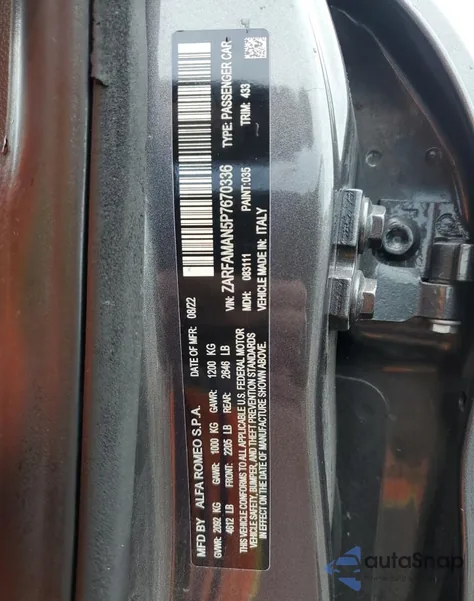 MFD BY ALFA ROMEO S.P.A. DATE OF MFR: 08/22
GVWR: 2092 KG GAWR: 1000 KG GAWR: 1200 KG
4612 LB FRONT: 2205 LB REAR: 2646 LB
THIS VEHICLE CONFORMS TO ALL APPLICABLE U.S. FEDERAL MOTOR
VEHICLE SAFETY, BUMPER, AND THEFT PREVENTION STANDARDS
IN EFFECT ON THE DATE OF MANUFACTURE SHOWN ABOVE.
VIN: ZARFAMAN5P7670336 TYPE: PASSENGER CAR
MDH: 083111 PAINT: 035 TRIM: 433
VEHICLE MADE IN: ITALY
autoSnap